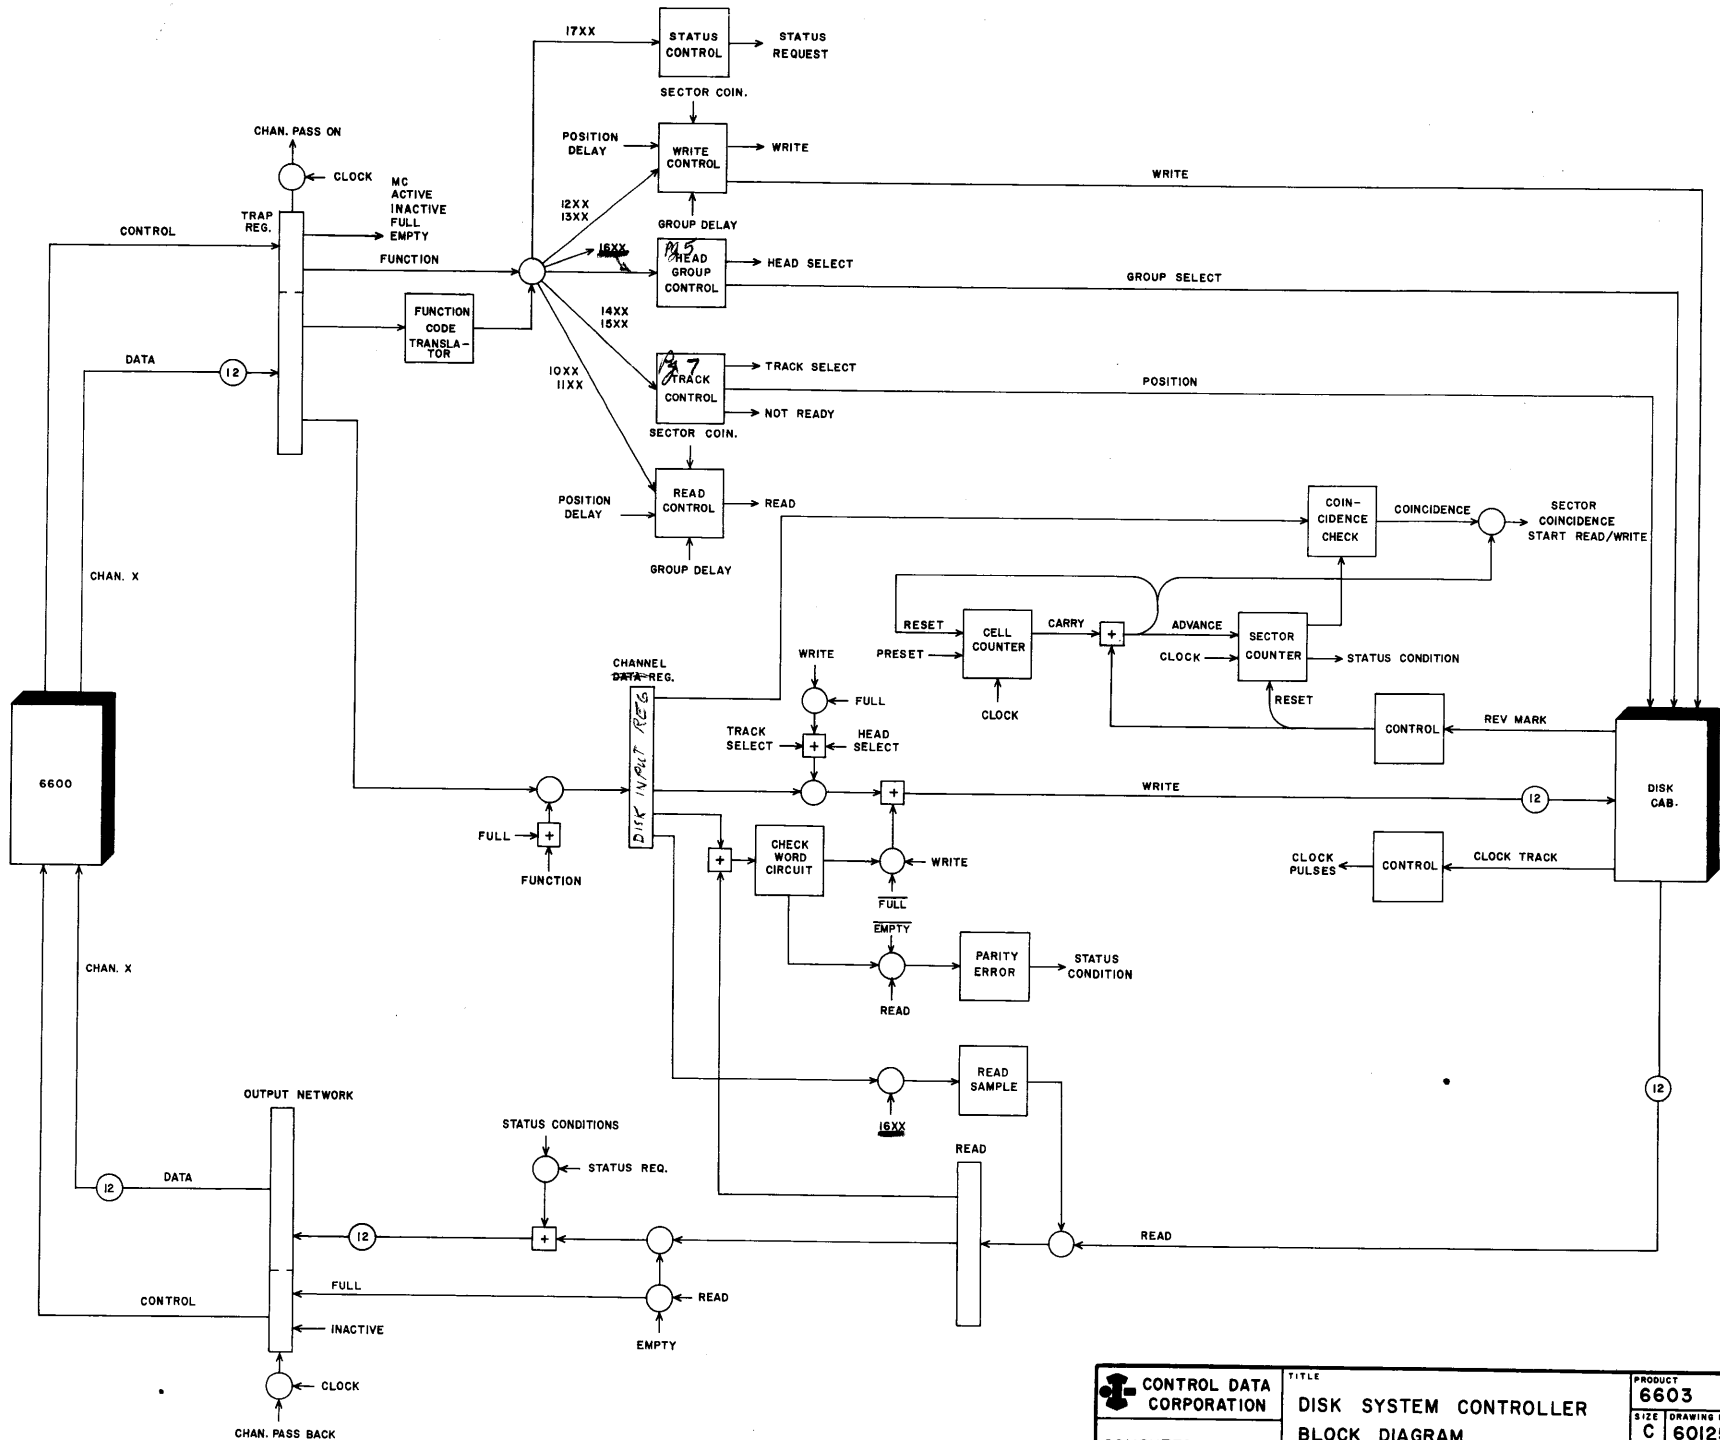 17XX
STATUS
CONTROL
STATUS
REQUEST
SECTOR COIN.
CHAN. PASS ON
POSITION
DELAY
WRITE
CONTROL
WRITE
WRITE
CLOCK
MC
ACTIVE
INACTIVE
FULL
EMPTY
TRAP
REG.
12XX
13XX
GROUP DELAY
CONTROL
FUNCTION
16XX
Pg 5
HEAD
GROUP
CONTROL
HEAD SELECT
GROUP SELECT
FUNCTION
CODE
TRANSLA-
TOR
14XX
15XX
DATA
12
10XX
11XX
Pg 7
TRACK
CONTROL
TRACK SELECT
POSITION
NOT READY
SECTOR COIN.
POSITION
DELAY
READ
CONTROL
READ
GROUP DELAY
COIN-
CIDENCE
CHECK
COINCIDENCE
SECTOR
COINCIDENCE
START READ/WRITE
CHAN. X
RESET
PRESET
CELL
COUNTER
CARRY
+
ADVANCE
CLOCK
SECTOR
COUNTER
STATUS CONDITION
CLOCK
RESET
CONTROL
REV MARK
CHANNEL
DATA REG.
DISK INPUT REG
WRITE
FULL
TRACK
SELECT
+
HEAD
SELECT
6600
+
WRITE
12
DISK
CAB.
FULL
+
FUNCTION
+
CHECK
WORD
CIRCUIT
WRITE
FULL
CLOCK
PULSES
CONTROL
CLOCK TRACK
EMPTY
PARITY
ERROR
STATUS
CONDITION
READ
CHAN. X
READ
SAMPLE
16XX
12
OUTPUT NETWORK
STATUS CONDITIONS
STATUS REQ.
READ
12
DATA
12
+
READ
FULL
READ
CONTROL
INACTIVE
EMPTY
CLOCK
CHAN. PASS BACK
CONTROL DATA
CORPORATION
TITLE
DISK SYSTEM CONTROLLER
BLOCK DIAGRAM
PRODUCT
6603
SIZE
C
DRAWING